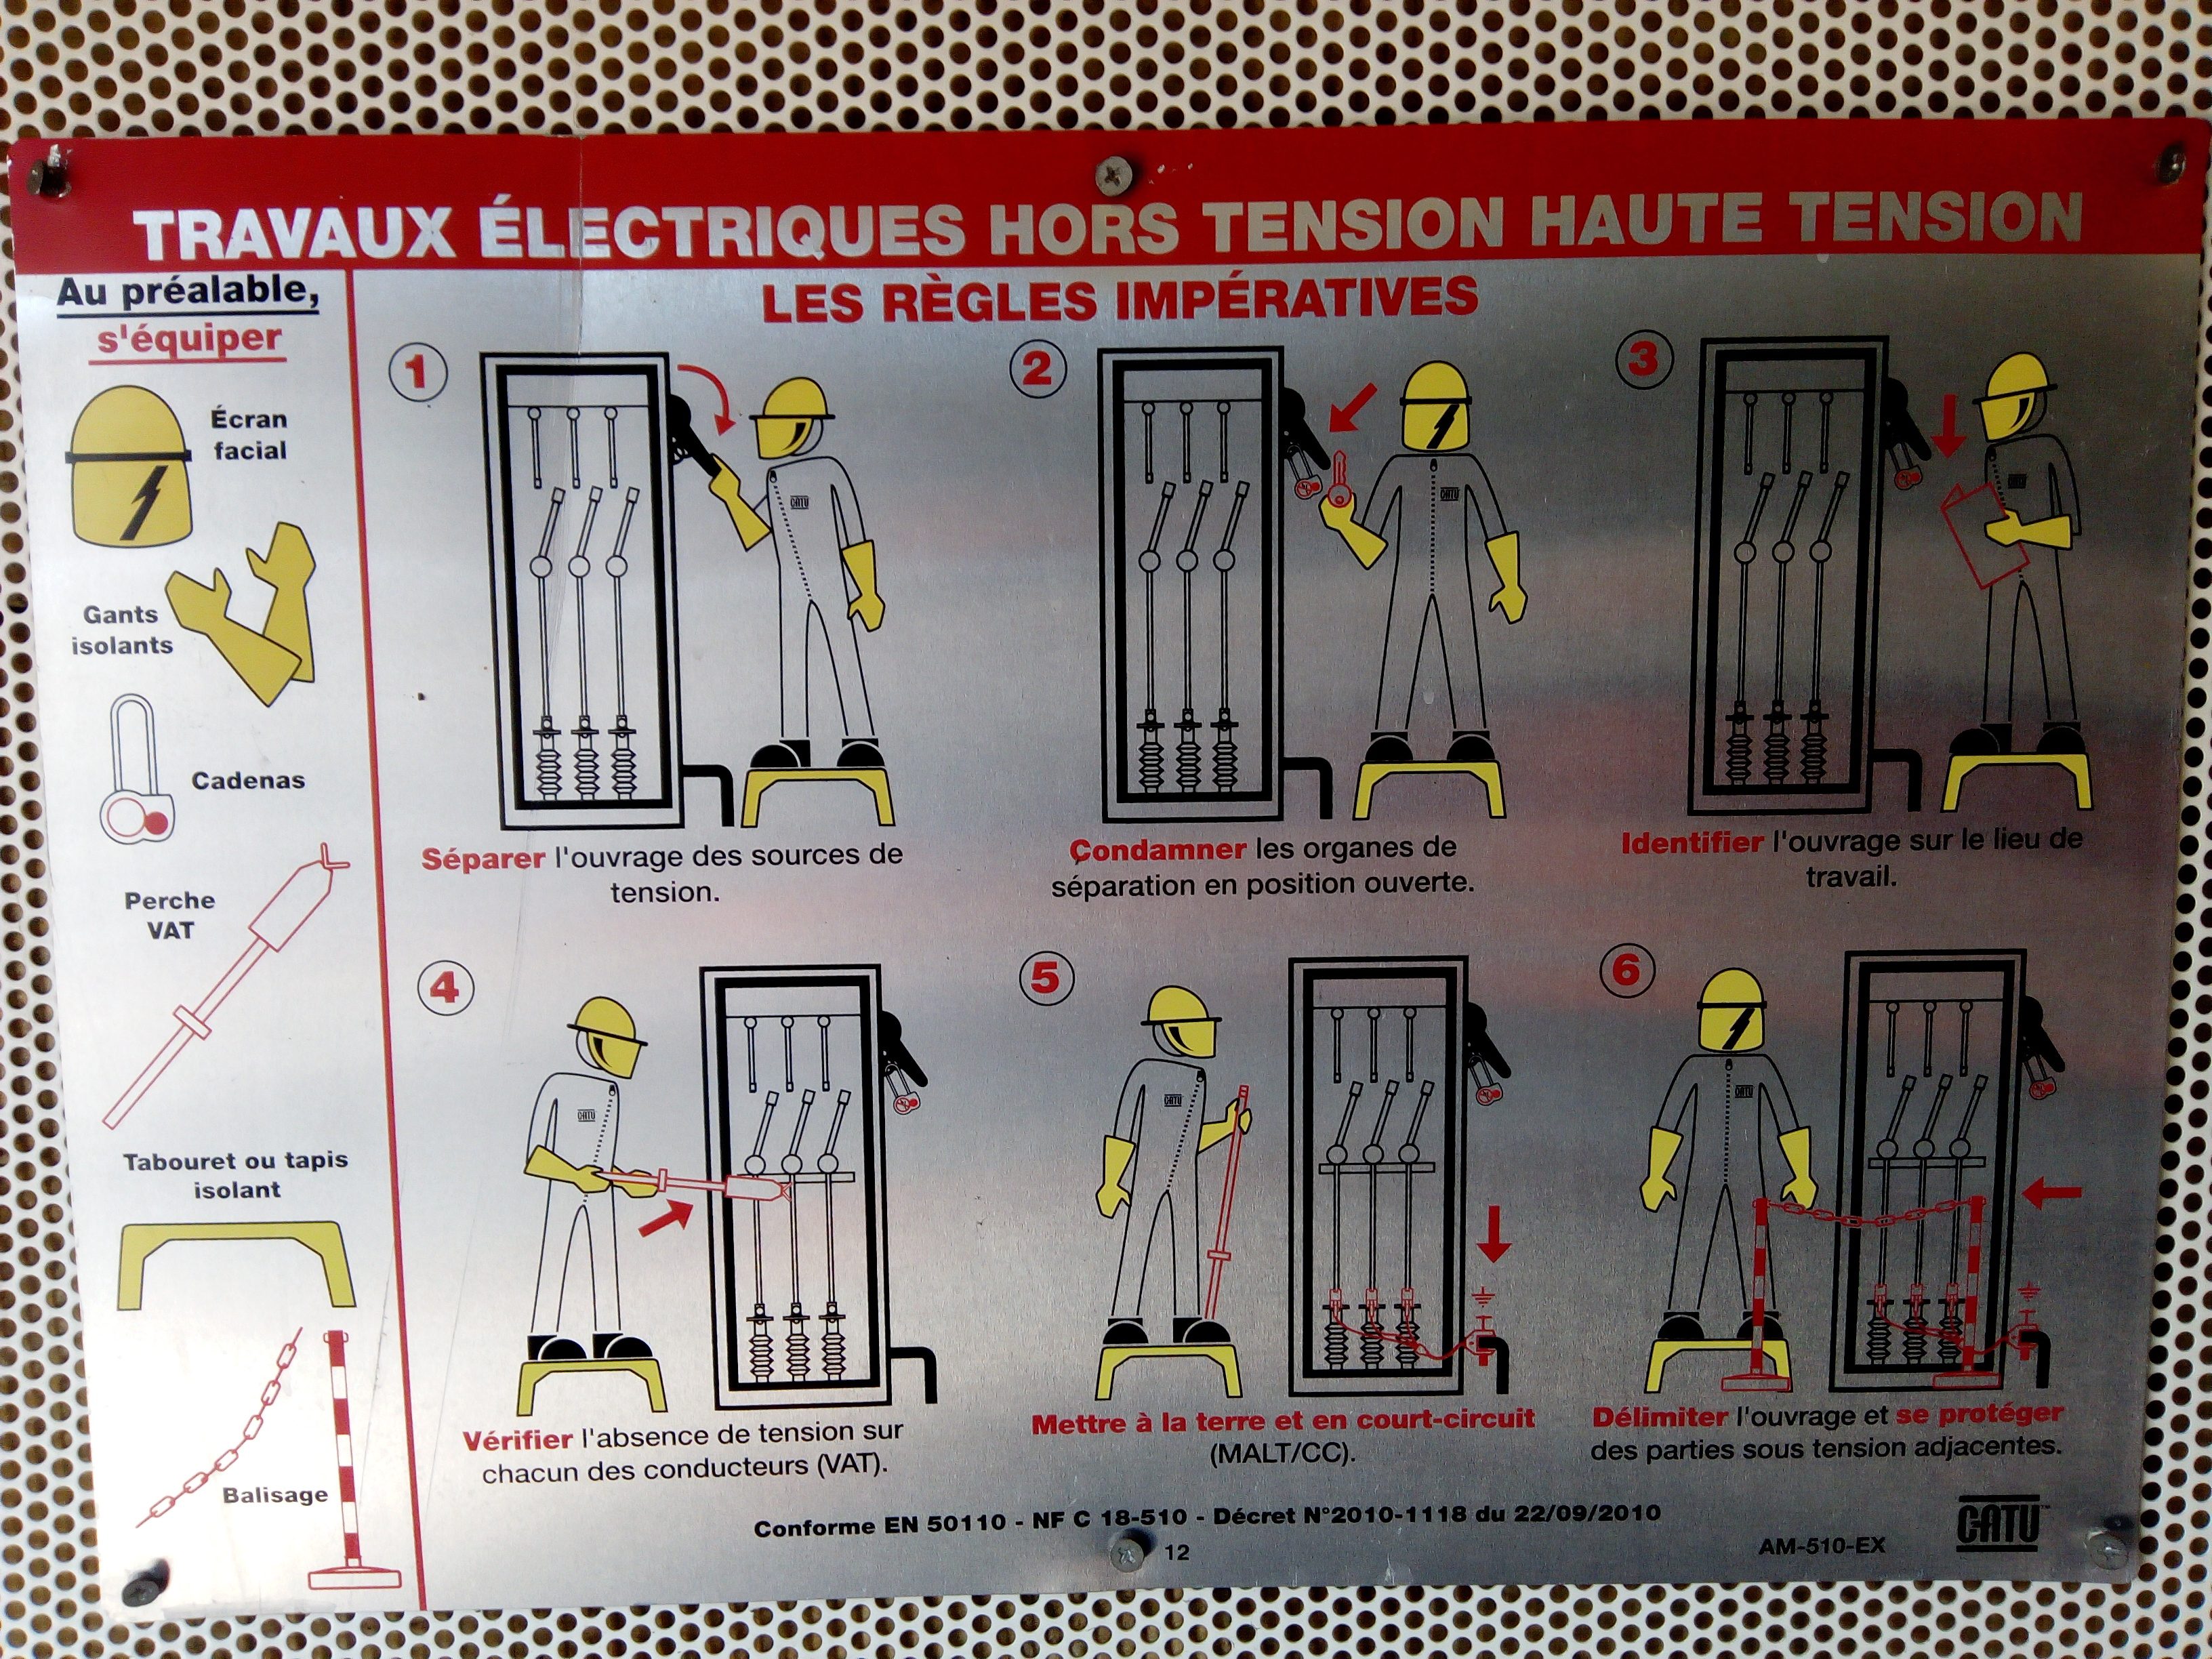 TRAVAUX ÉLECTRIQUES HORS TENSION HAUTE TENSION
Au préalable,
s'équiper
Écran
facial
Gants
isolants
Cadenas
Perche
VAT
Tabouret ou tapis
isolant
Balisage
LES RÈGLES IMPÉRATIVES
1
CATU
Séparer l'ouvrage des sources de
tension.
2
CATU
Condamner les organes de
séparation en position ouverte.
3
CATU
Identifier l'ouvrage sur le lieu de
travail.
4
CATU
Vérifier l'absence de tension sur
chacun des conducteurs (VAT).
5
CATU
Mettre à la terre et en court-circuit
(MALT/CC).
6
CATU
Délimiter l'ouvrage et se protéger
des parties sous tension adjacentes.
Conforme EN 50110 - NF C 18-510 - Décret N°2010-1118 du 22/09/2010
12
AM-510-EX
CATU™